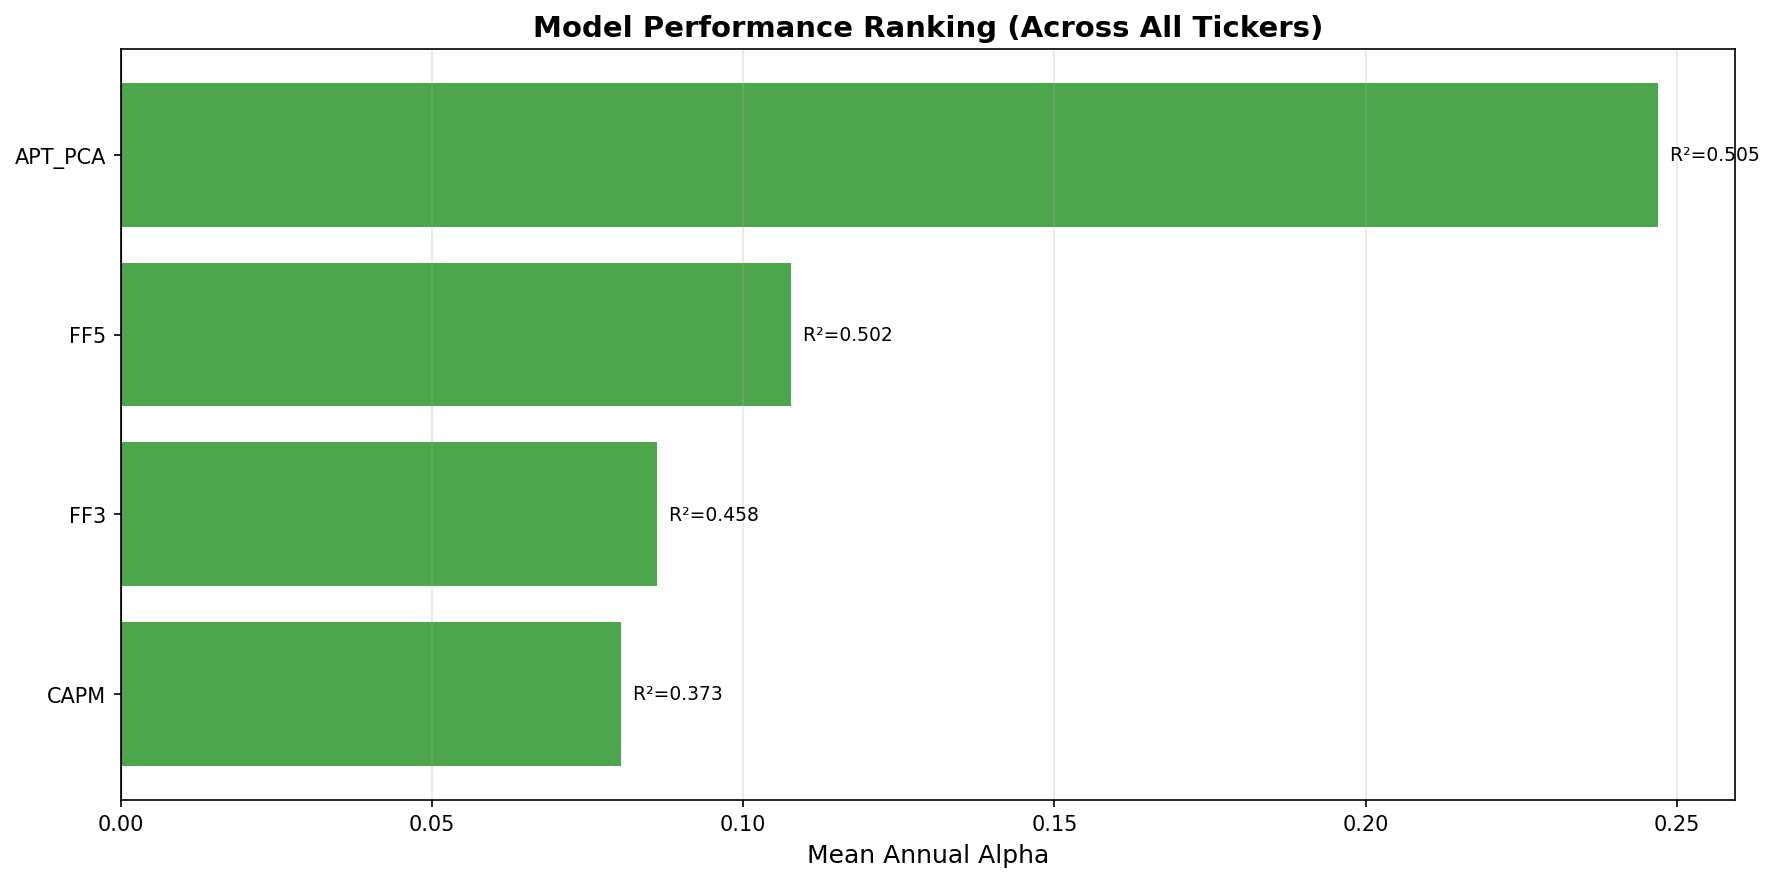 Model Performance Ranking (Across All Tickers)
APT_PCA
R²=0.505
FF5
R²=0.502
FF3
R²=0.458
CAPM
R²=0.373
0.00 0.05 0.10 0.15 0.20 0.25
Mean Annual Alpha